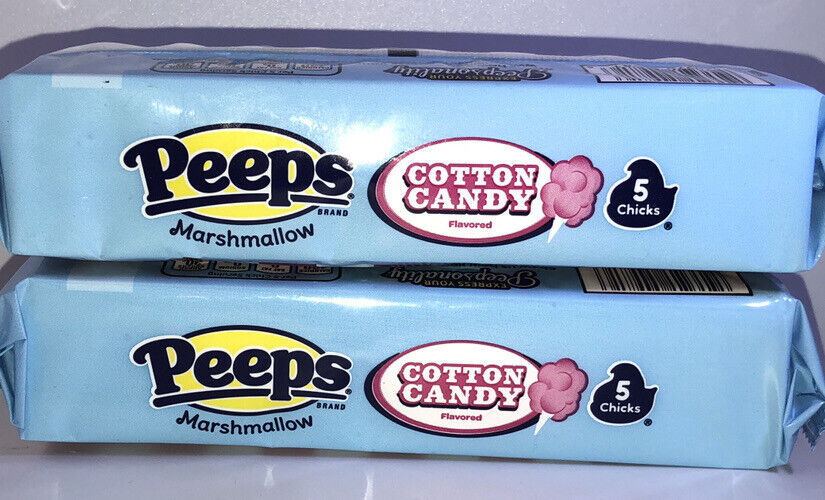 EXPRESS YOUR
Peepsonality
Peeps®
BRAND
Marshmallow
COTTON
CANDY
Flavored
5
Chicks
®
EXPRESS YOUR
Peepsonality
Peeps®
BRAND
Marshmallow
COTTON
CANDY
Flavored
5
Chicks
®